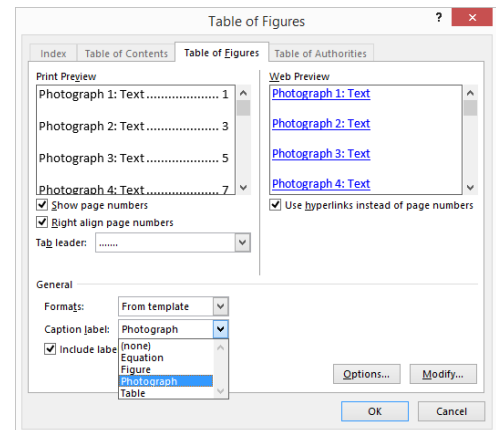 Table of Figures
? ×
Index Table of Contents Table of Figures Table of Authorities
Print Preview
Photograph 1: Text..................... 1
Photograph 2: Text..................... 3
Photograph 3: Text..................... 5
Photograph 4: Text..................... 7
Web Preview
Photograph 1: Text
Photograph 2: Text
Photograph 3: Text
Photograph 4: Text
Show page numbers
Right align page numbers
Tab leader: .......
Use hyperlinks instead of page numbers
General
Formats: From template
Caption label: Photograph
Include labe
(none)
Equation
Figure
Photograph
Table
Options... Modify...
OK Cancel